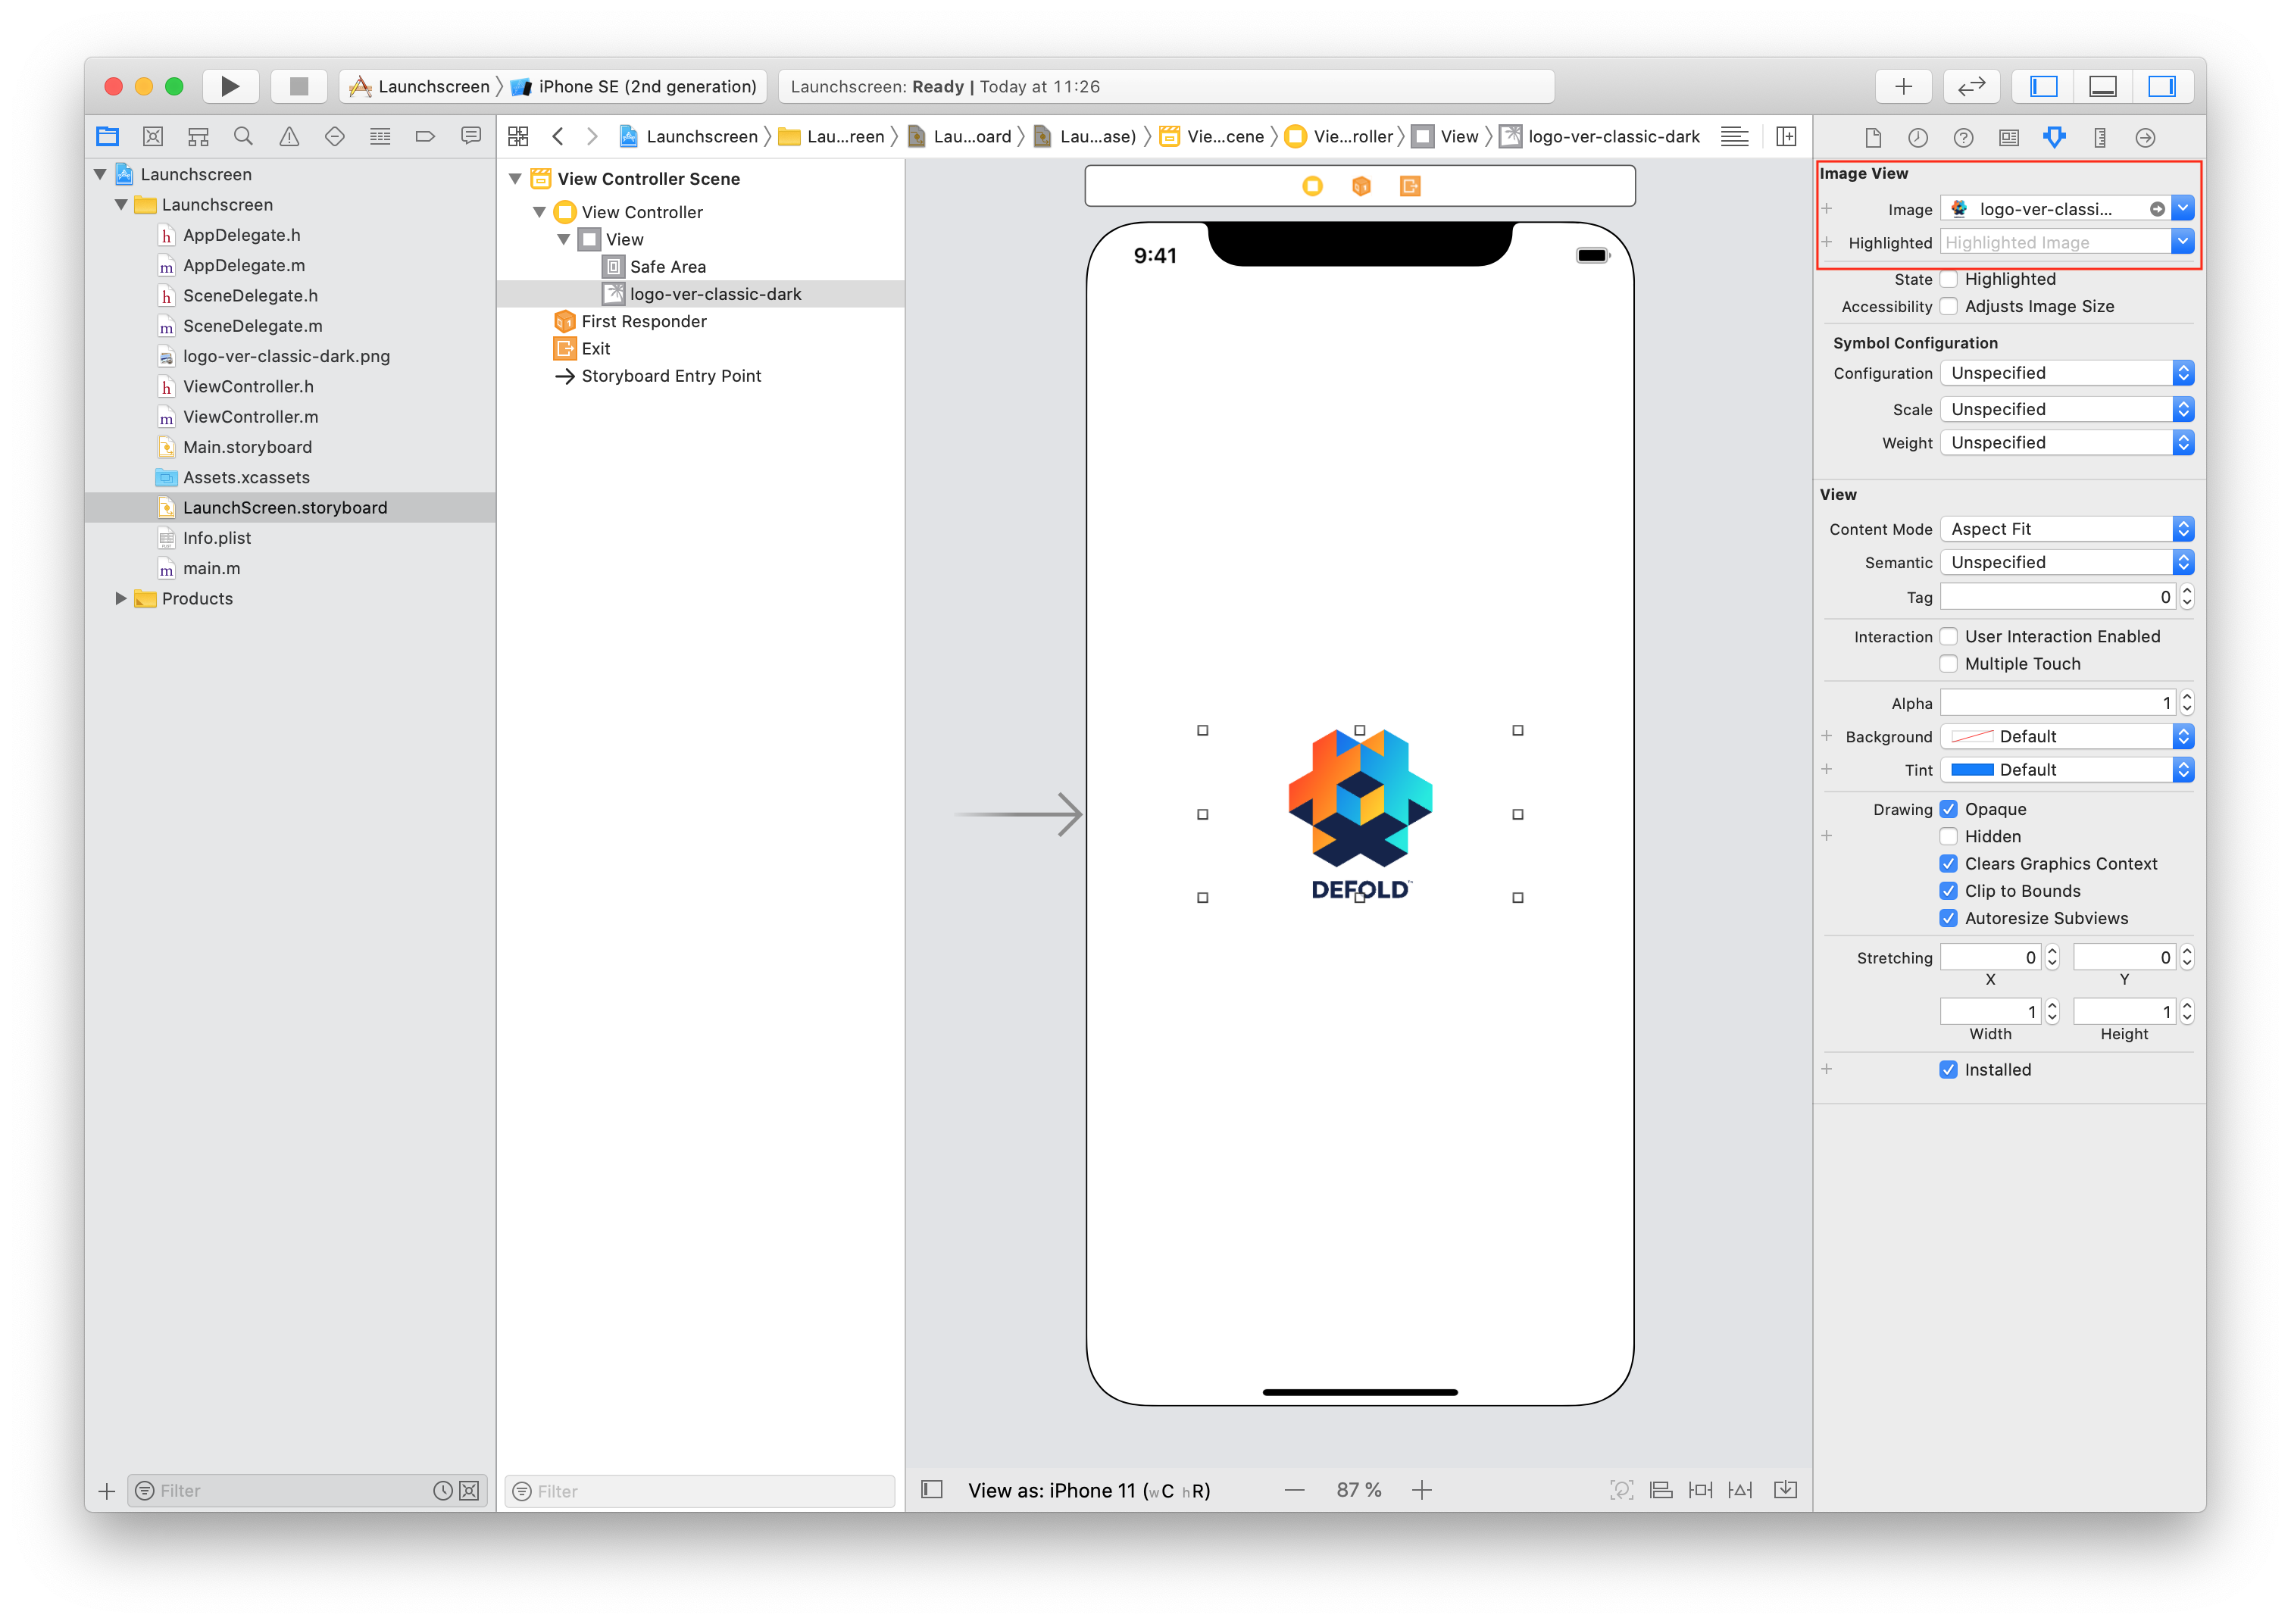 Launchscreen iPhone SE (2nd generation)
Launchscreen: Ready | Today at 11:26
Launchscreen
Launchscreen
AppDelegate.h
AppDelegate.m
SceneDelegate.h
SceneDelegate.m
logo-ver-classic-dark.png
ViewController.h
ViewController.m
Main.storyboard
Assets.xcassets
LaunchScreen.storyboard
Info.plist
main.m
Products
Filter
Launchscreen Lau...reen Lau...oard Lau...ase) Vie...cene Vie...roller View logo-ver-classic-dark
View Controller Scene
View Controller
View
Safe Area
logo-ver-classic-dark
First Responder
Exit
Storyboard Entry Point
Filter
9:41
DEFOLD™
View as: iPhone 11 (wC hR)
87 %
Image View
Image logo-ver-classi...
Highlighted Highlighted Image
State Highlighted
Accessibility Adjusts Image Size
Symbol Configuration
Configuration Unspecified
Scale Unspecified
Weight Unspecified
View
Content Mode Aspect Fit
Semantic Unspecified
Tag 0
Interaction User Interaction Enabled
Multiple Touch
Alpha 1
Background Default
Tint Default
Drawing Opaque
Hidden
Clears Graphics Context
Clip to Bounds
Autoresize Subviews
Stretching 0 0
X Y
1 1
Width Height
Installed